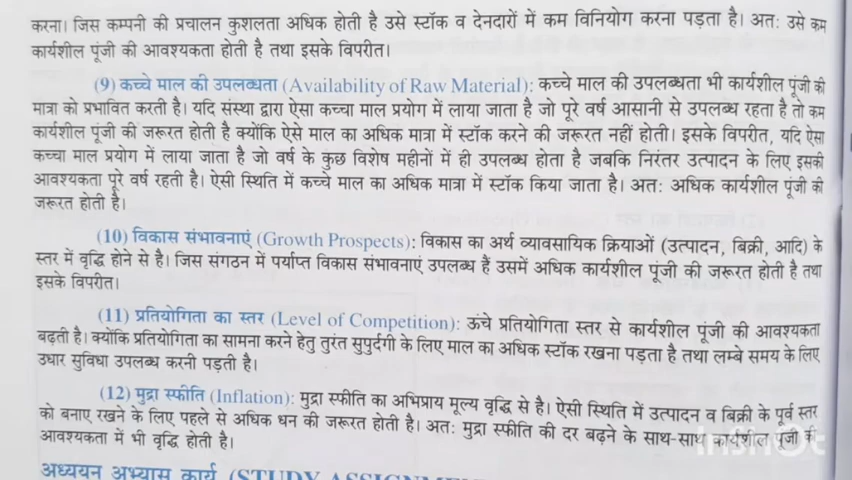 करना। जिस कम्पनी की प्रचालन कुशलता अधिक होती है उसे स्टॉक व देनदारों में कम विनियोग करना पड़ता है। अतः उसे कम
कार्यशील पूंजी की आवश्यकता होती है तथा इसके विपरीत।
(9) कच्चे माल की उपलब्धता (Availability of Raw Material): कच्चे माल की उपलब्धता भी कार्यशील पूंजी की
मात्रा को प्रभावित करती है। यदि संस्था द्वारा ऐसा कच्चा माल प्रयोग में लाया जाता है जो पूरे वर्ष आसानी से उपलब्ध रहता है तो कम
कार्यशील पूंजी की जरूरत होती है क्योंकि ऐसे माल का अधिक मात्रा में स्टॉक करने की जरूरत नहीं होती। इसके विपरीत, यदि ऐसा
कच्चा माल प्रयोग में लाया जाता है जो वर्ष के कुछ विशेष महीनों में ही उपलब्ध होता है जबकि निरंतर उत्पादन के लिए इसकी
आवश्यकता पूरे वर्ष रहती है। ऐसी स्थिति में कच्चे माल का अधिक मात्रा में स्टॉक किया जाता है। अतः अधिक कार्यशील पूंजी की
जरूरत होती है।
(10) विकास संभावनाएं (Growth Prospects): विकास का अर्थ व्यावसायिक क्रियाओं (उत्पादन, बिक्री, आदि) के
स्तर में वृद्धि होने से है। जिस संगठन में पर्याप्त विकास संभावनाएं उपलब्ध हैं उसमें अधिक कार्यशील पूंजी की जरूरत होती है तथा
इसके विपरीत।
(11) प्रतियोगिता का स्तर (Level of Competition): ऊंचे प्रतियोगिता स्तर से कार्यशील पूंजी की आवश्यकता
बढ़ती है। क्योंकि प्रतियोगिता का सामना करने हेतु तुरंत सुपुर्दगी के लिए माल का अधिक स्टॉक रखना पड़ता है तथा लम्बे समय के लिए
उधार सुविधा उपलब्ध करनी पड़ती है।
(12) मुद्रा स्फीति (Inflation): मुद्रा स्फीति का अभिप्राय मूल्य वृद्धि से है। ऐसी स्थिति में उत्पादन व बिक्री के पूर्व स्तर
को बनाए रखने के लिए पहले से अधिक धन की जरूरत होती है। अतः मुद्रा स्फीति की दर बढ़ने के साथ-साथ कार्यशील पूंजी की
आवश्यकता में भी वृद्धि होती है।
InShOt
अध्ययन अभ्यास कार्य (STUDY ASSIGNMENT